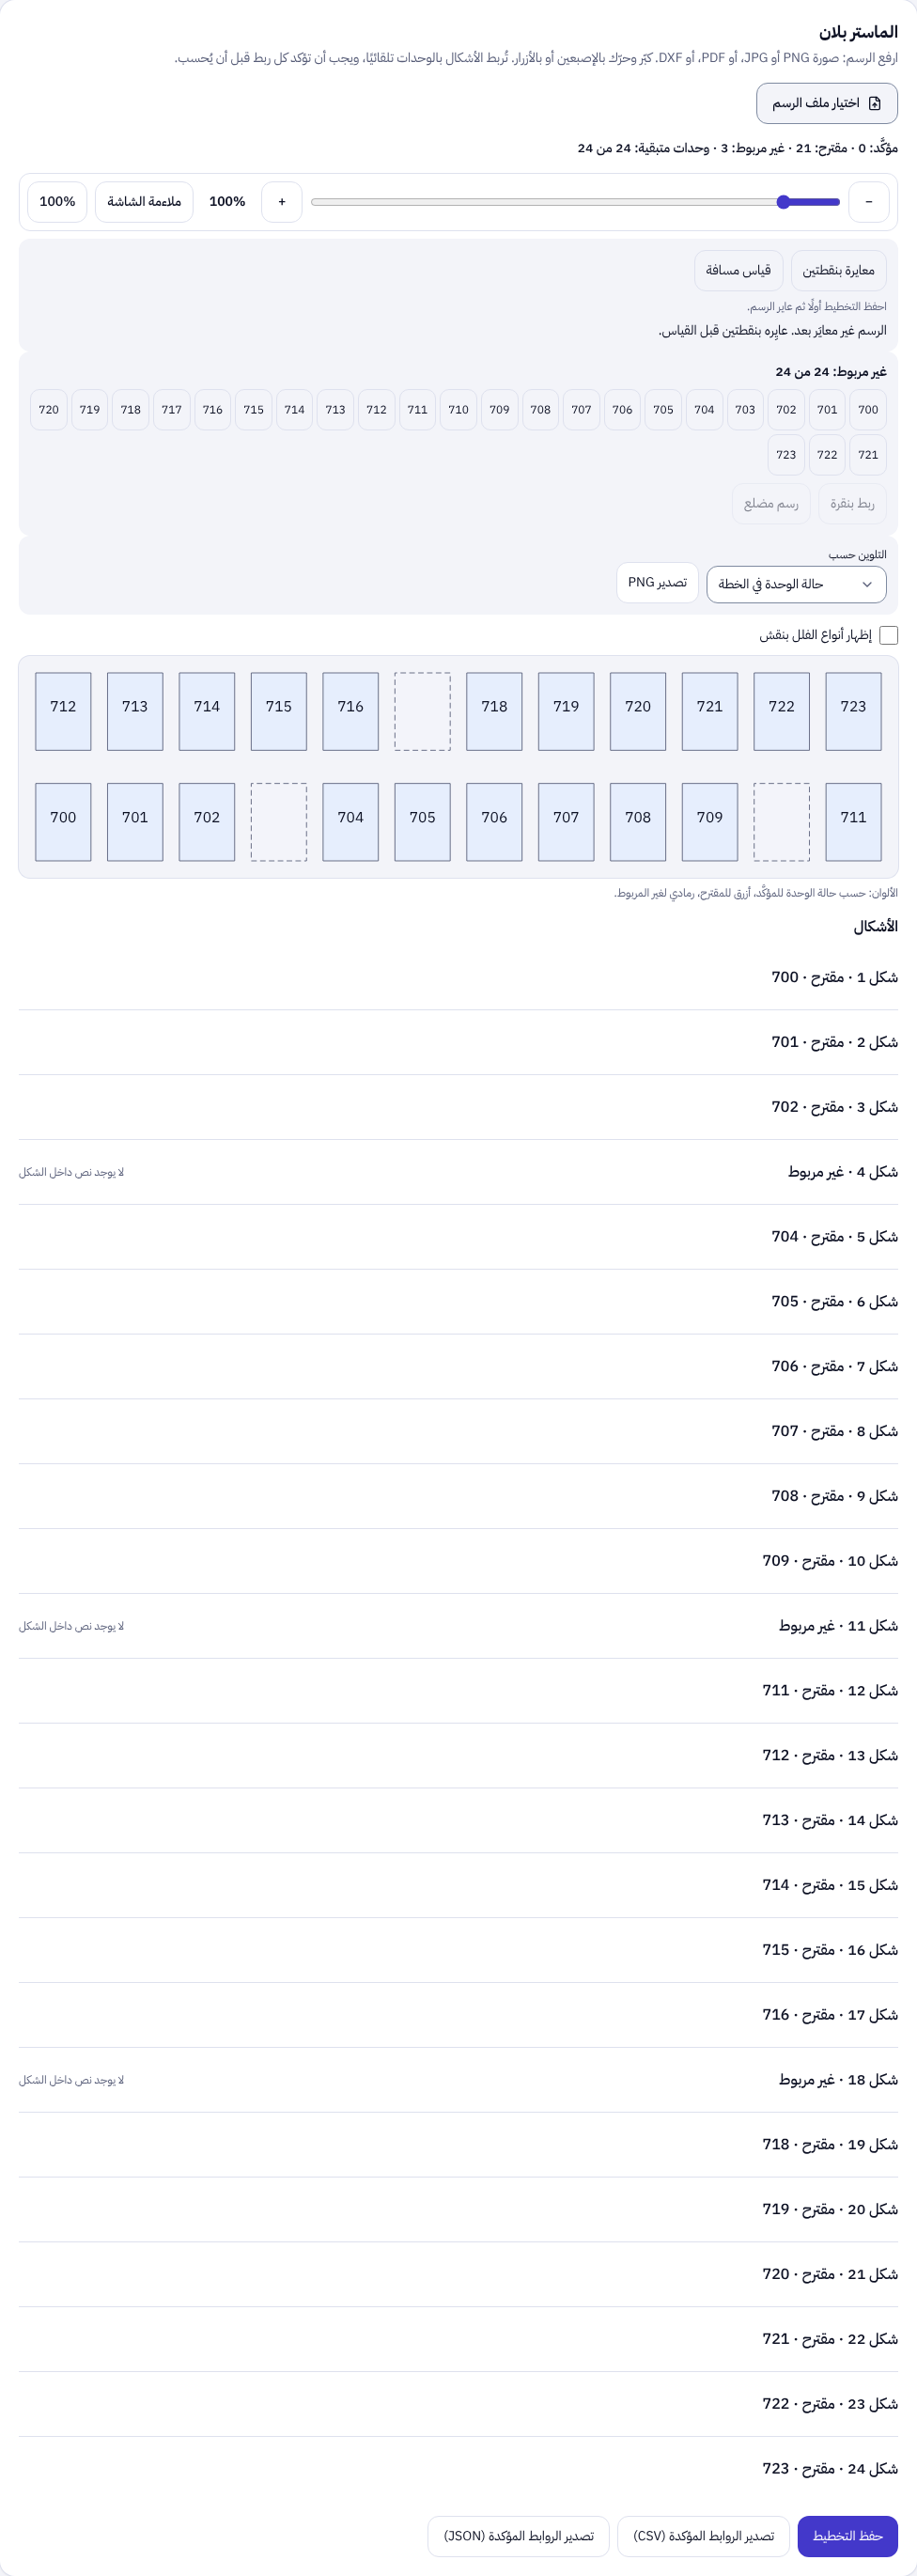 الماستر بلان
ارفع الرسم: صورة PNG أو JPG، أو PDF، أو DXF. كبّر وحرّك بالإصبعين أو بالأزرار. تُربط الأشكال بالوحدات تلقائيًا، ويجب أن تؤكد كل ربط قبل أن يُحسب.
اختيار ملف الرسم
مؤكَّد: 0 · مقترح: 21 · غير مربوط: 3 · وحدات متبقية: 24 من 24
− + 100% ملاءمة الشاشة 100%
معايرة بنقطتين قياس مسافة
احفظ التخطيط أولًا ثم عاير الرسم.
الرسم غير معايَر بعد. عايِره بنقطتين قبل القياس.
غير مربوط: 24 من 24
700 701 702 703 704 705 706 707 708 709 710 711 712 713 714 715 716 717 718 719 720
721 722 723
ربط بنقرة رسم مضلع
التلوين حسب
حالة الوحدة في الخطة تصدير PNG
إظهار أنواع الفلل بنقش
712 713 714 715 716 718 719 720 721 722 723
700 701 702 704 705 706 707 708 709 711
الألوان: حسب حالة الوحدة للمؤكَّد، أزرق للمقترح، رمادي لغير المربوط.
الأشكال
شكل 1 · مقترح · 700
شكل 2 · مقترح · 701
شكل 3 · مقترح · 702
شكل 4 · غير مربوط لا يوجد نص داخل الشكل
شكل 5 · مقترح · 704
شكل 6 · مقترح · 705
شكل 7 · مقترح · 706
شكل 8 · مقترح · 707
شكل 9 · مقترح · 708
شكل 10 · مقترح · 709
شكل 11 · غير مربوط لا يوجد نص داخل الشكل
شكل 12 · مقترح · 711
شكل 13 · مقترح · 712
شكل 14 · مقترح · 713
شكل 15 · مقترح · 714
شكل 16 · مقترح · 715
شكل 17 · مقترح · 716
شكل 18 · غير مربوط لا يوجد نص داخل الشكل
شكل 19 · مقترح · 718
شكل 20 · مقترح · 719
شكل 21 · مقترح · 720
شكل 22 · مقترح · 721
شكل 23 · مقترح · 722
شكل 24 · مقترح · 723
حفظ التخطيط تصدير الروابط المؤكدة (CSV) تصدير الروابط المؤكدة (JSON)